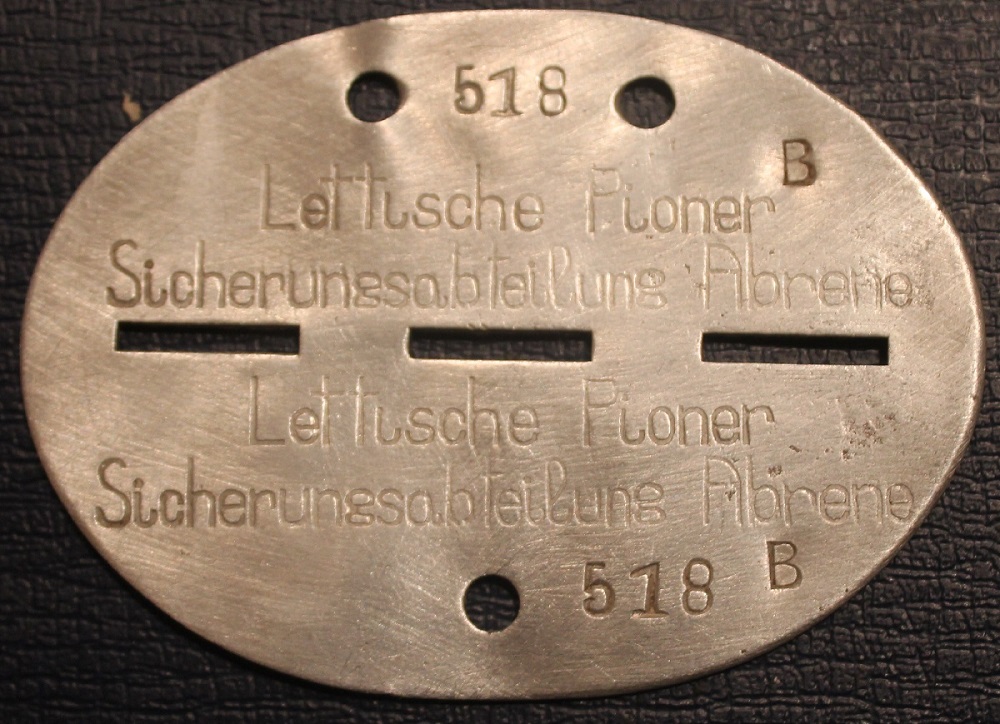 518
B
Lettische Pioner
Sicherungsabteilung Abrene
Lettische Pioner
Sicherungsabteilung Abrene
518 B